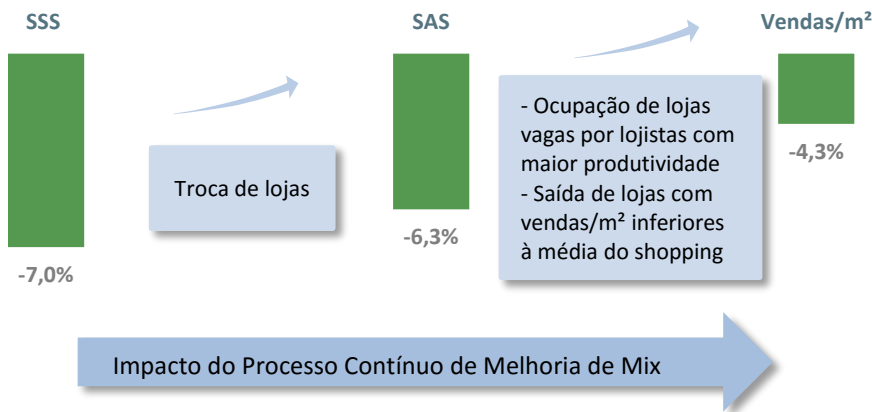 SSS
SAS
Vendas/m²
-7,0%
Troca de lojas
-6,3%
- Ocupação de lojas
vagas por lojistas com
maior produtividade
- Saída de lojas com
vendas/m² inferiores
à média do shopping
-4,3%
Impacto do Processo Contínuo de Melhoria de Mix